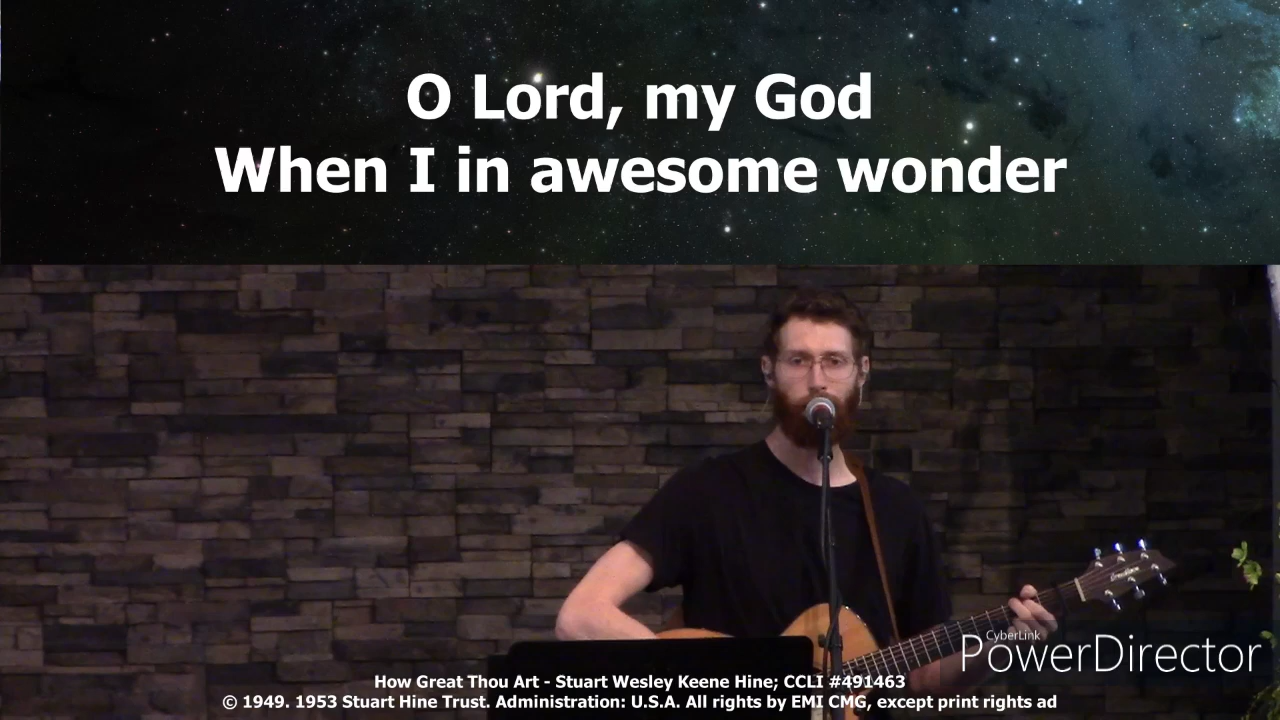 O Lord, my God
When I in awesome wonder
CyberLink
PowerDirector
How Great Thou Art - Stuart Wesley Keene Hine; CCLI #491463
© 1949. 1953 Stuart Hine Trust. Administration: U.S.A. All rights by EMI CMG, except print rights ad